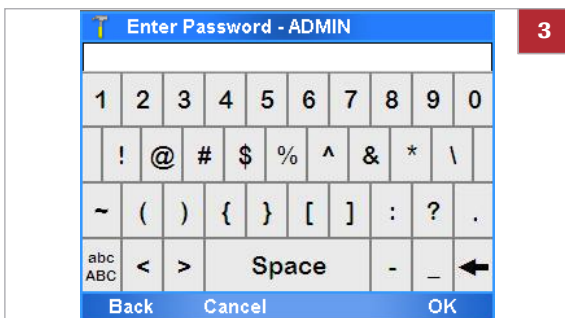 Enter Password - ADMIN
3
1 2 3 4 5 6 7 8 9 0
! @ # $ % ^ & * \
~ ( ) { } [ ] : ? .
abc
ABC < > Space - _ ←
Back Cancel OK